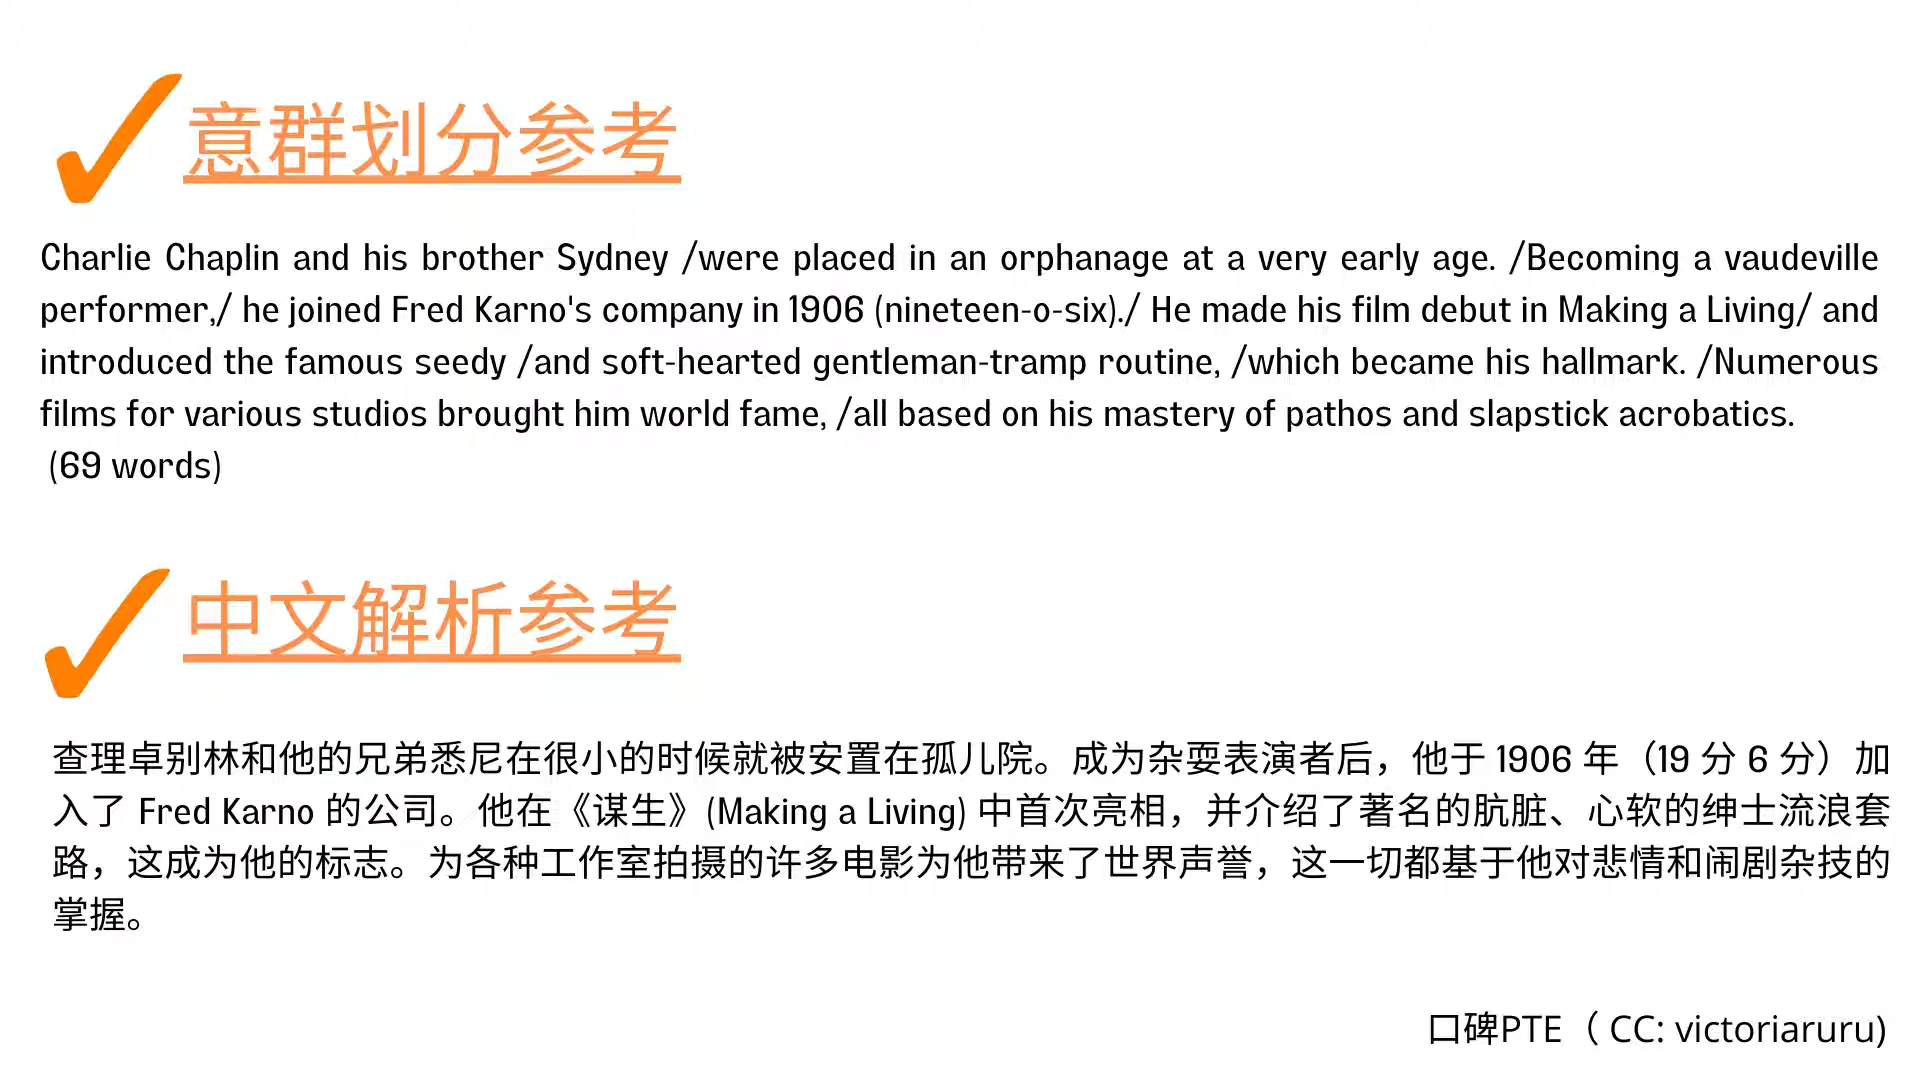 意群划分参考
Charlie Chaplin and his brother Sydney /were placed in an orphanage at a very early age. /Becoming a vaudeville
performer,/ he joined Fred Karno's company in 1906 (nineteen-o-six)./ He made his film debut in Making a Living/ and
introduced the famous seedy /and soft-hearted gentleman-tramp routine, /which became his hallmark. /Numerous
films for various studios brought him world fame, /all based on his mastery of pathos and slapstick acrobatics.
(69 words)
中文解析参考
查理卓别林和他的兄弟悉尼在很小的时候就被安置在孤儿院。成为杂耍表演者后，他于 1906 年（19 分 6 分）加
入了 Fred Karno 的公司。他在《谋生》(Making a Living) 中首次亮相，并介绍了著名的肮脏、心软的绅士流浪套
路，这成为他的标志。为各种工作室拍摄的许多电影为他带来了世界声誉，这一切都基于他对悲情和闹剧杂技的
掌握。
口碑PTE（ CC: victoriaruru)